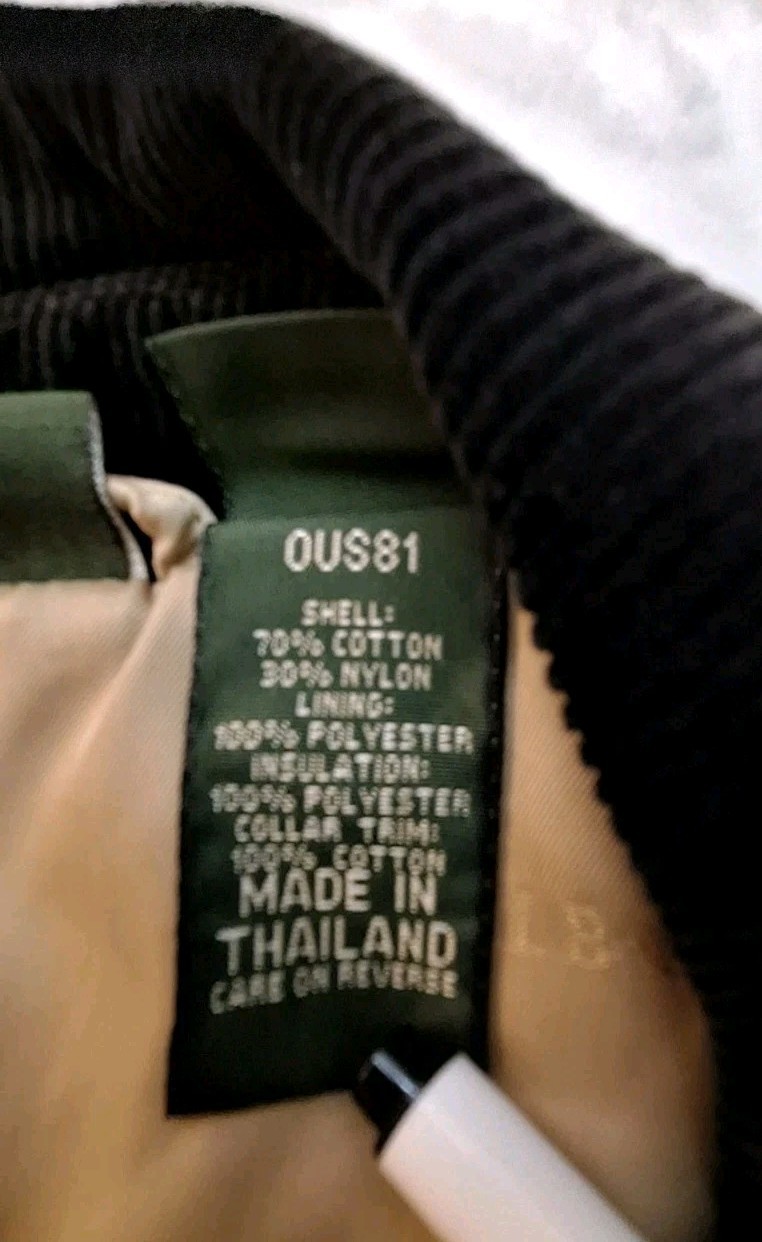 0US81
SHELL:
70% COTTON
30% NYLON
LINING:
100% POLYESTER
INSULATION:
100% POLYESTER
COLLAR TRIM:
100% COTTON
MADE IN
THAILAND
CARE ON REVERSE